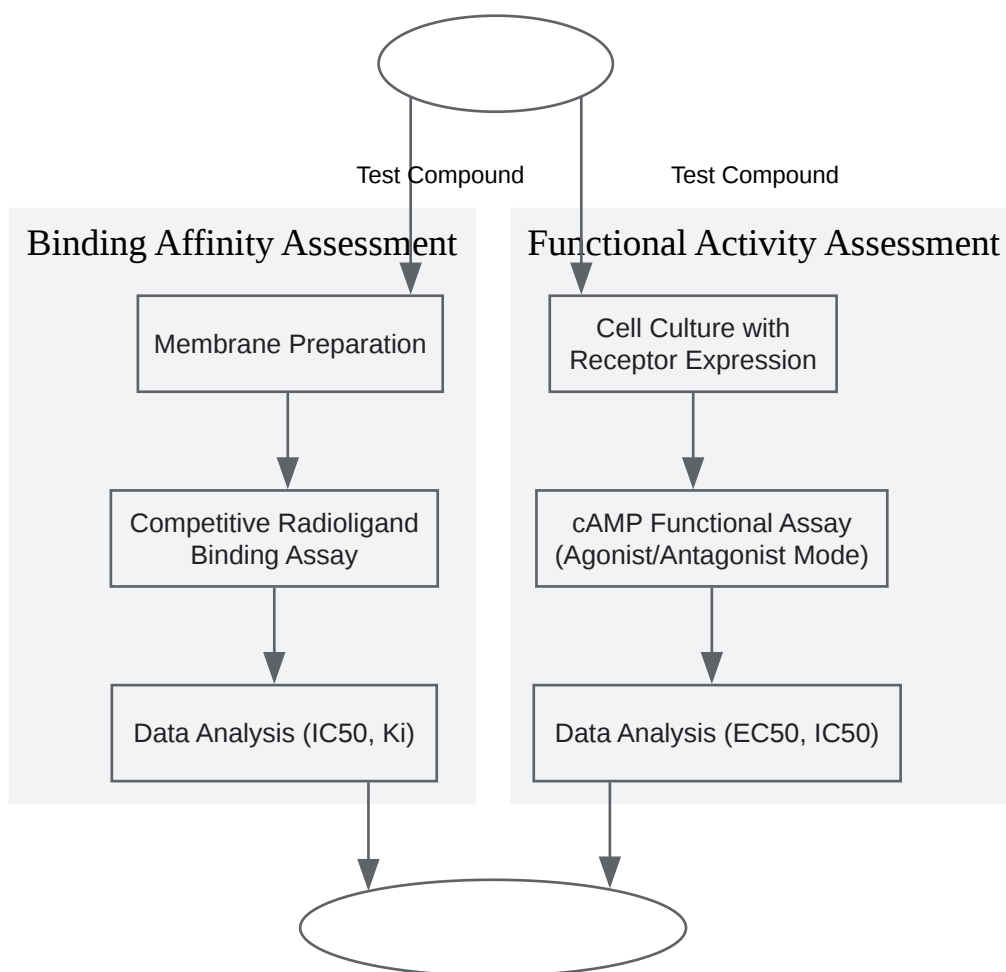 Test Compound
Test Compound
Binding Affinity Assessment
Functional Activity Assessment
Membrane Preparation
Cell Culture with
Receptor Expression
Competitive Radioligand
Binding Assay
cAMP Functional Assay
(Agonist/Antagonist Mode)
Data Analysis (IC50, Ki)
Data Analysis (EC50, IC50)